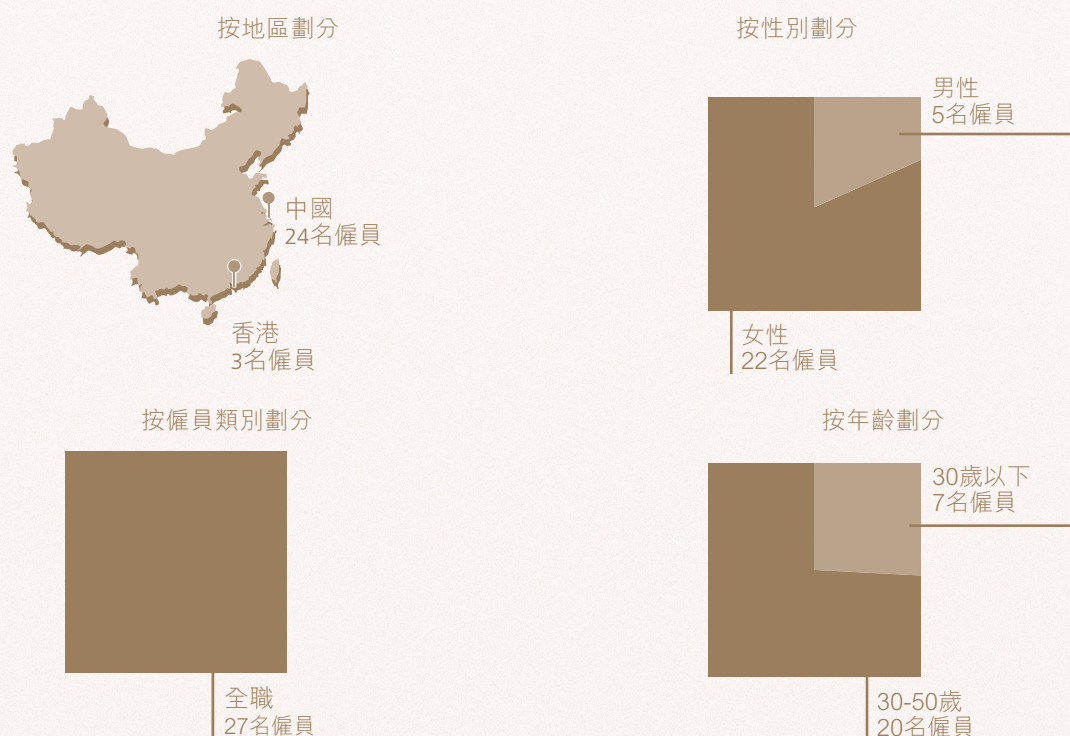 按地區劃分
中國
24名僱員
香港
3名僱員
按性別劃分
男性
5名僱員
女性
22名僱員
按僱員類別劃分
全職
27名僱員
按年齡劃分
30歲以下
7名僱員
30-50歲
20名僱員